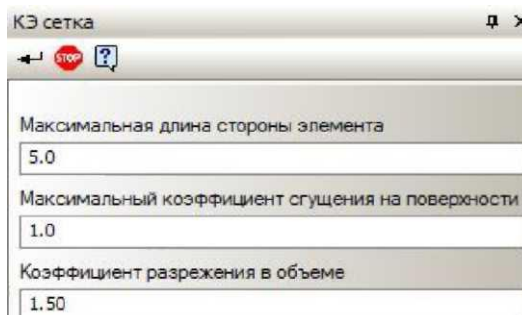 КЭ сетка
STOP ?
Максимальная длина стороны элемента
5.0
Максимальный коэффициент сгущения на поверхности
1.0
Коэффициент разрежения в объеме
1.50